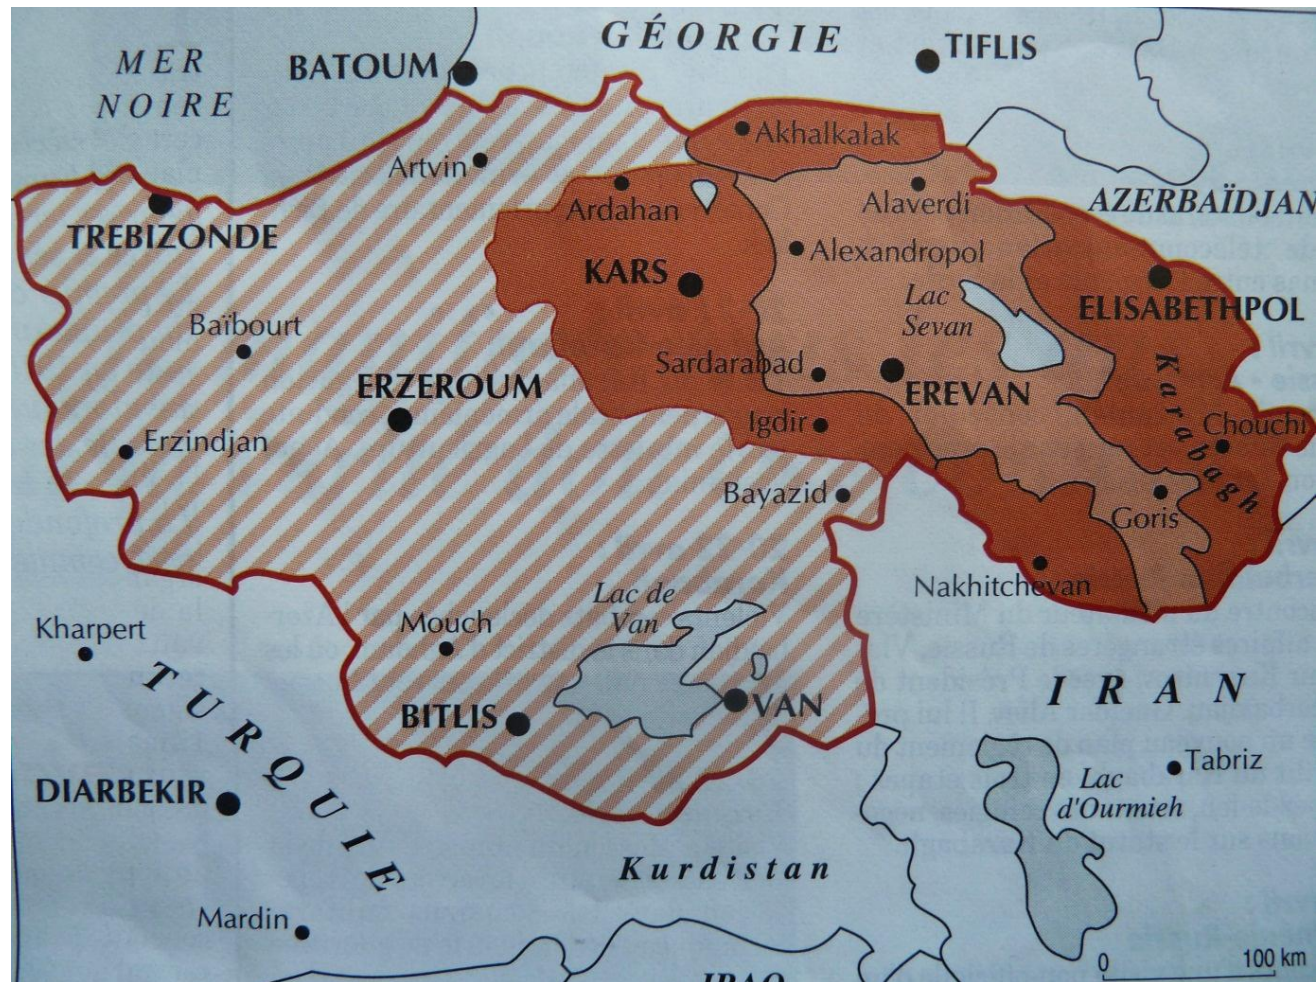 GÉORGIE
MER
NOIRE
BATOUM
TIFLIS
Akhalkalak
Artvin
Ardahan
Alaverdi
AZERBAÏDJAN
TREBIZONDE
Alexandropol
KARS
Lac
Sevan
ELISABETHPOL
Baïbourt
Sardarabad
EREVAN
ERZEROUM
Karabagh
Igdir
Chouchi
Erzindjan
Bayazid
Goris
Nakhitchevan
Lac de
Van
Kharpert
Mouch
TURQUIE
IRAN
BITLIS
VAN
Tabriz
DIARBEKIR
Lac
d'Ourmieh
Kurdistan
Mardin
0 100 km
IRAQ